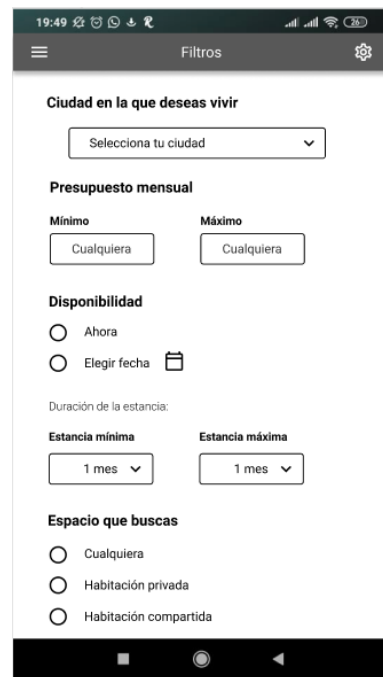 19:49
26
Filtros
Ciudad en la que deseas vivir
Selecciona tu ciudad
Presupuesto mensual
Mínimo Máximo
Cualquiera Cualquiera
Disponibilidad
Ahora
Elegir fecha
Duración de la estancia:
Estancia mínima Estancia máxima
1 mes 1 mes
Espacio que buscas
Cualquiera
Habitación privada
Habitación compartida